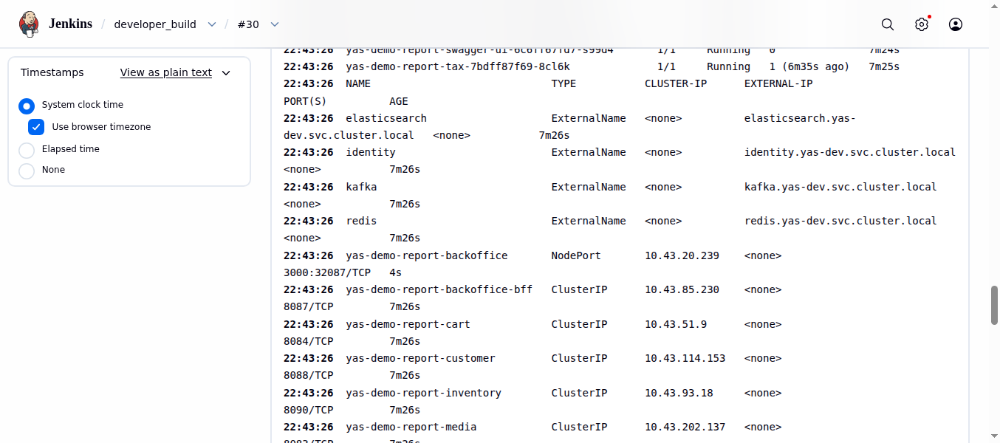 Jenkins / developer_build / #30
22:43:26 yas-demo-report-swagger-ui-6c6ff67fd7-s99d4 1/1 Running 0 7m24s
Timestamps View as plain text
System clock time
Use browser timezone
Elapsed time
None
22:43:26 yas-demo-report-tax-7bdff87f69-8cl6k 1/1 Running 1 (6m35s ago) 7m25s
22:43:26 NAME TYPE CLUSTER-IP EXTERNAL-IP
PORT(S) AGE
22:43:26 elasticsearch ExternalName <none> elasticsearch.yas-
dev.svc.cluster.local <none> 7m26s
22:43:26 identity ExternalName <none> identity.yas-dev.svc.cluster.local
<none> 7m26s
22:43:26 kafka ExternalName <none> kafka.yas-dev.svc.cluster.local
<none> 7m26s
22:43:26 redis ExternalName <none> redis.yas-dev.svc.cluster.local
<none> 7m26s
22:43:26 yas-demo-report-backoffice NodePort 10.43.20.239 <none>
3000:32087/TCP 4s
22:43:26 yas-demo-report-backoffice-bff ClusterIP 10.43.85.230 <none>
8087/TCP 7m26s
22:43:26 yas-demo-report-cart ClusterIP 10.43.51.9 <none>
8084/TCP 7m26s
22:43:26 yas-demo-report-customer ClusterIP 10.43.114.153 <none>
8088/TCP 7m26s
22:43:26 yas-demo-report-inventory ClusterIP 10.43.93.18 <none>
8090/TCP 7m26s
22:43:26 yas-demo-report-media ClusterIP 10.43.202.137 <none>
8083/TCP 7m26s